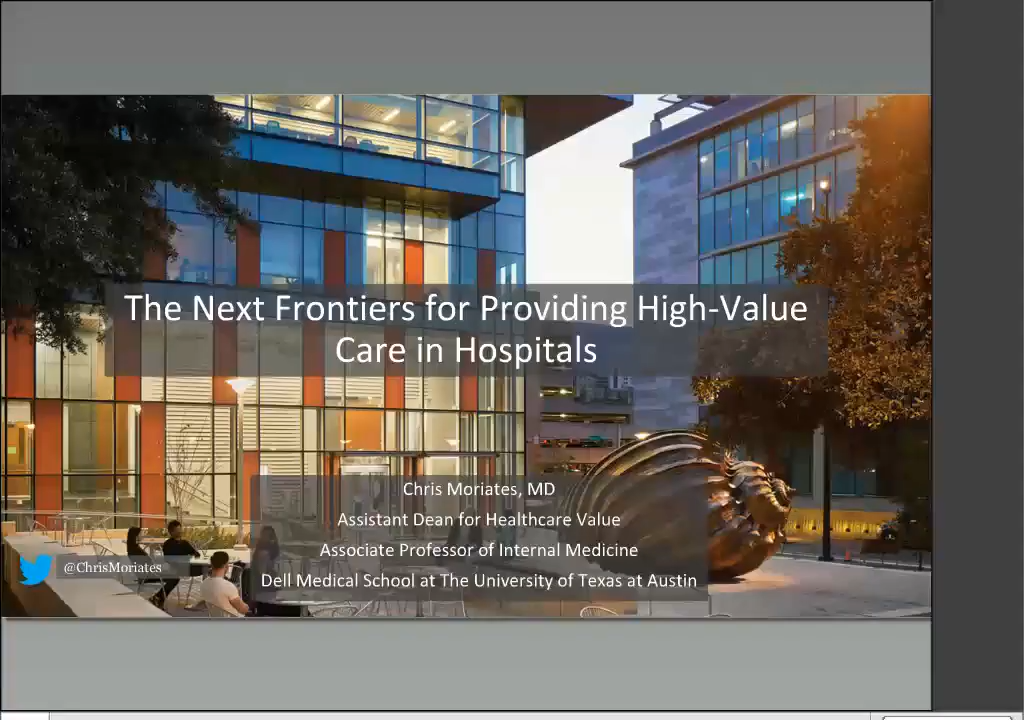 The Next Frontiers for Providing High-Value
Care in Hospitals
Chris Moriates, MD
Assistant Dean for Healthcare Value
Associate Professor of Internal Medicine
Dell Medical School at The University of Texas at Austin
@ChrisMoriates